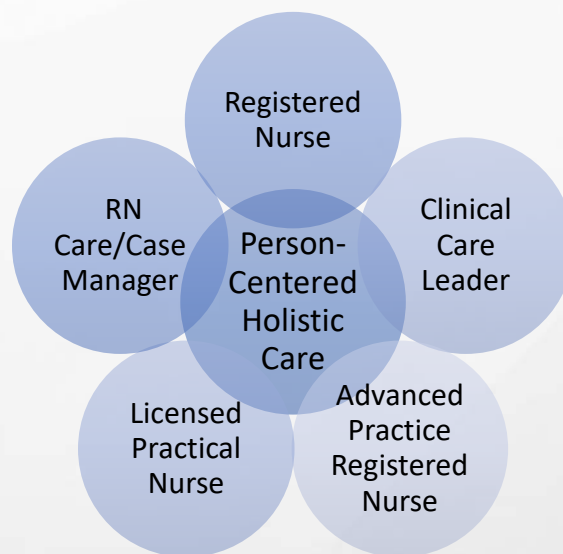 Registered
Nurse
RN
Care/Case
Manager
Clinical
Care
Leader
Person-
Centered
Holistic
Care
Licensed
Practical
Nurse
Advanced
Practice
Registered
Nurse